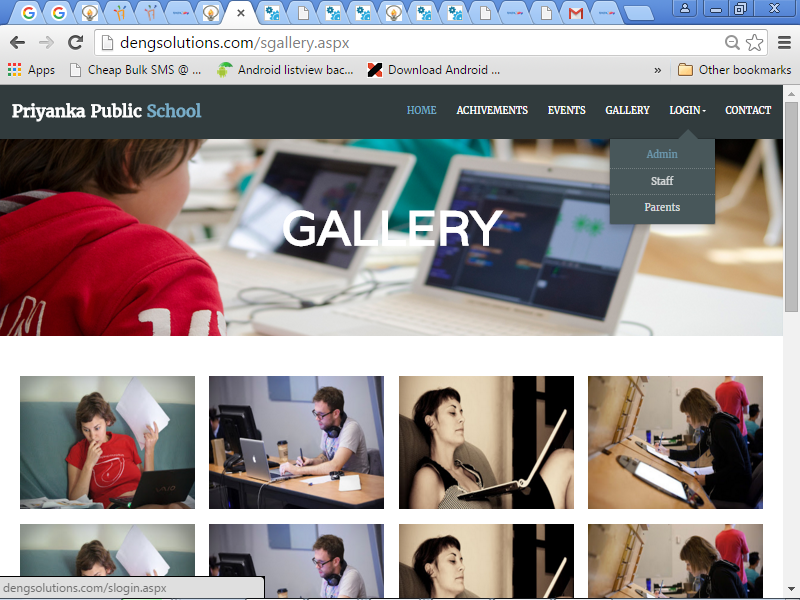 dengsolutions.com/sgallery.aspx
Apps Cheap Bulk SMS @ ... Android listview bac... Download Android ... » Other bookmarks
Priyanka Public School HOME ACHIVEMENTS EVENTS GALLERY LOGIN CONTACT
Admin
Staff
Parents
GALLERY
VAIO
dengsolutions.com/slogin.aspx